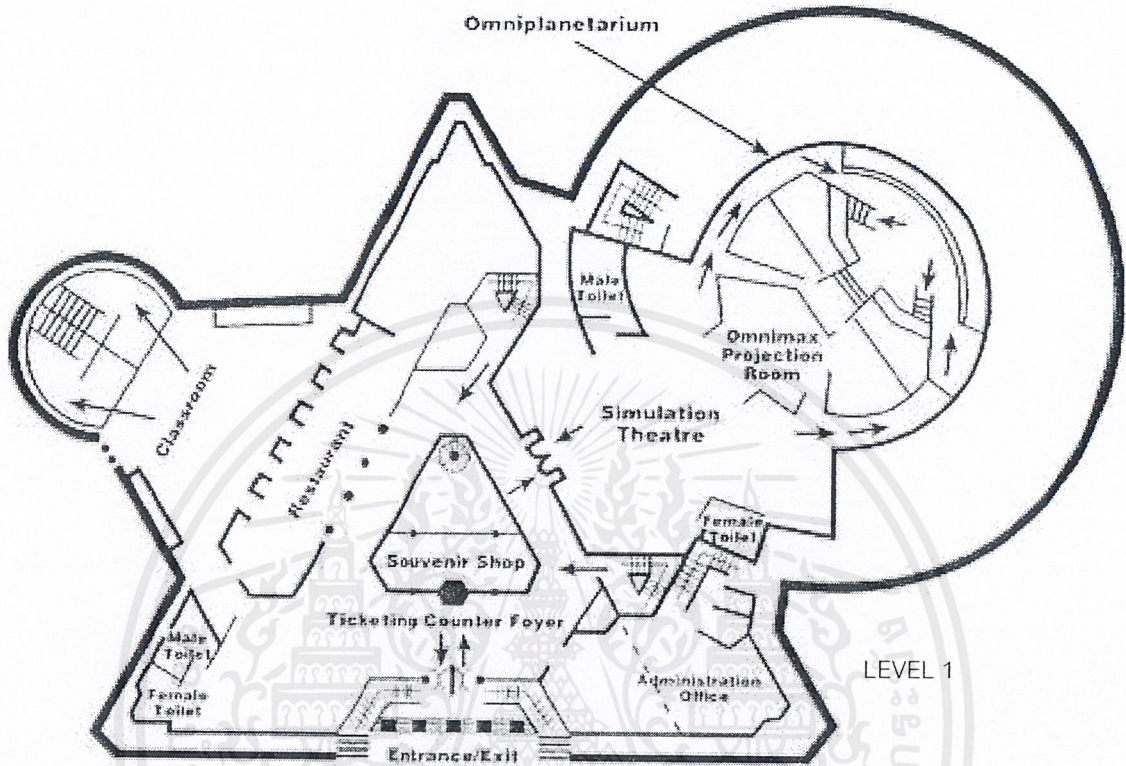 Omniplanetarium
Male
Toilet
Omnimax
Projection
Room
Classroom
Simulation
Theatre
Restaurant
Female
Toilet
Souvenir Shop
Ticketing Counter Foyer
Male
Toilet
Female
Toilet
Administration
Office
LEVEL 1
Entrance/Exit